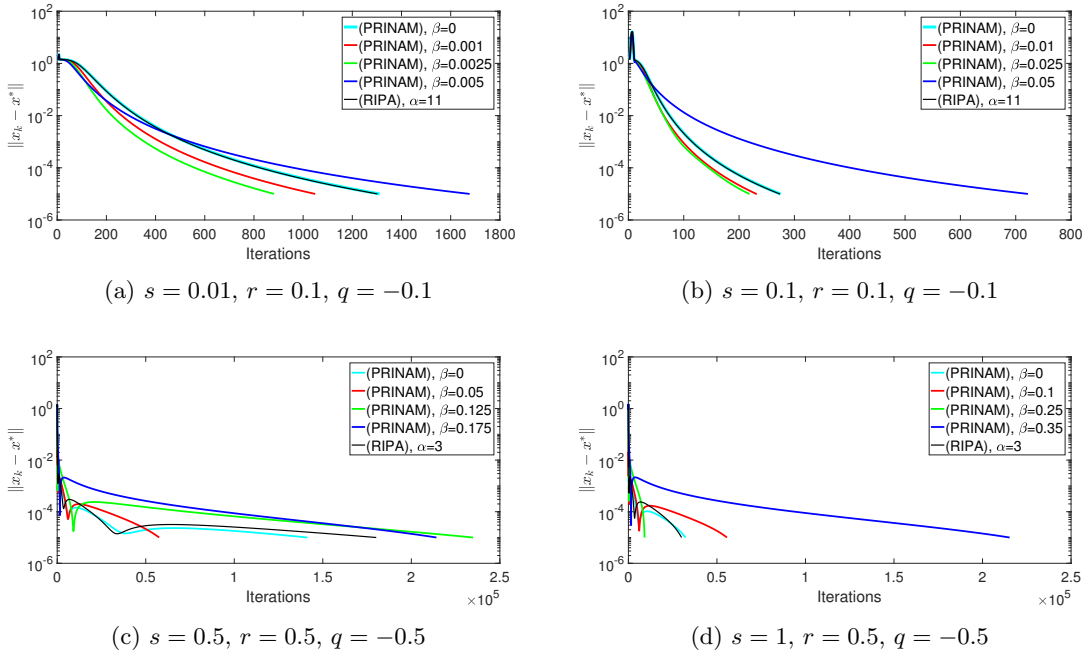 10^2
10^0
10^-2
10^-4
10^-6
||x_k − x*||
(PRINAM), β=0
(PRINAM), β=0.001
(PRINAM), β=0.0025
(PRINAM), β=0.005
(RIPA), α=11
0 200 400 600 800 1000 1200 1400 1600 1800
Iterations
(a) s = 0.01, r = 0.1, q = −0.1
10^2
10^0
10^-2
10^-4
10^-6
||x_k − x*||
(PRINAM), β=0
(PRINAM), β=0.01
(PRINAM), β=0.025
(PRINAM), β=0.05
(RIPA), α=11
0 100 200 300 400 500 600 700 800
Iterations
(b) s = 0.1, r = 0.1, q = −0.1
10^2
10^0
10^-2
10^-4
10^-6
||x_k − x*||
(PRINAM), β=0
(PRINAM), β=0.05
(PRINAM), β=0.125
(PRINAM), β=0.175
(RIPA), α=3
0 0.5 1 1.5 2 2.5
Iterations
×10^5
(c) s = 0.5, r = 0.5, q = −0.5
10^2
10^0
10^-2
10^-4
10^-6
||x_k − x*||
(PRINAM), β=0
(PRINAM), β=0.1
(PRINAM), β=0.25
(PRINAM), β=0.35
(RIPA), α=3
0 0.5 1 1.5 2 2.5
Iterations
×10^5
(d) s = 1, r = 0.5, q = −0.5